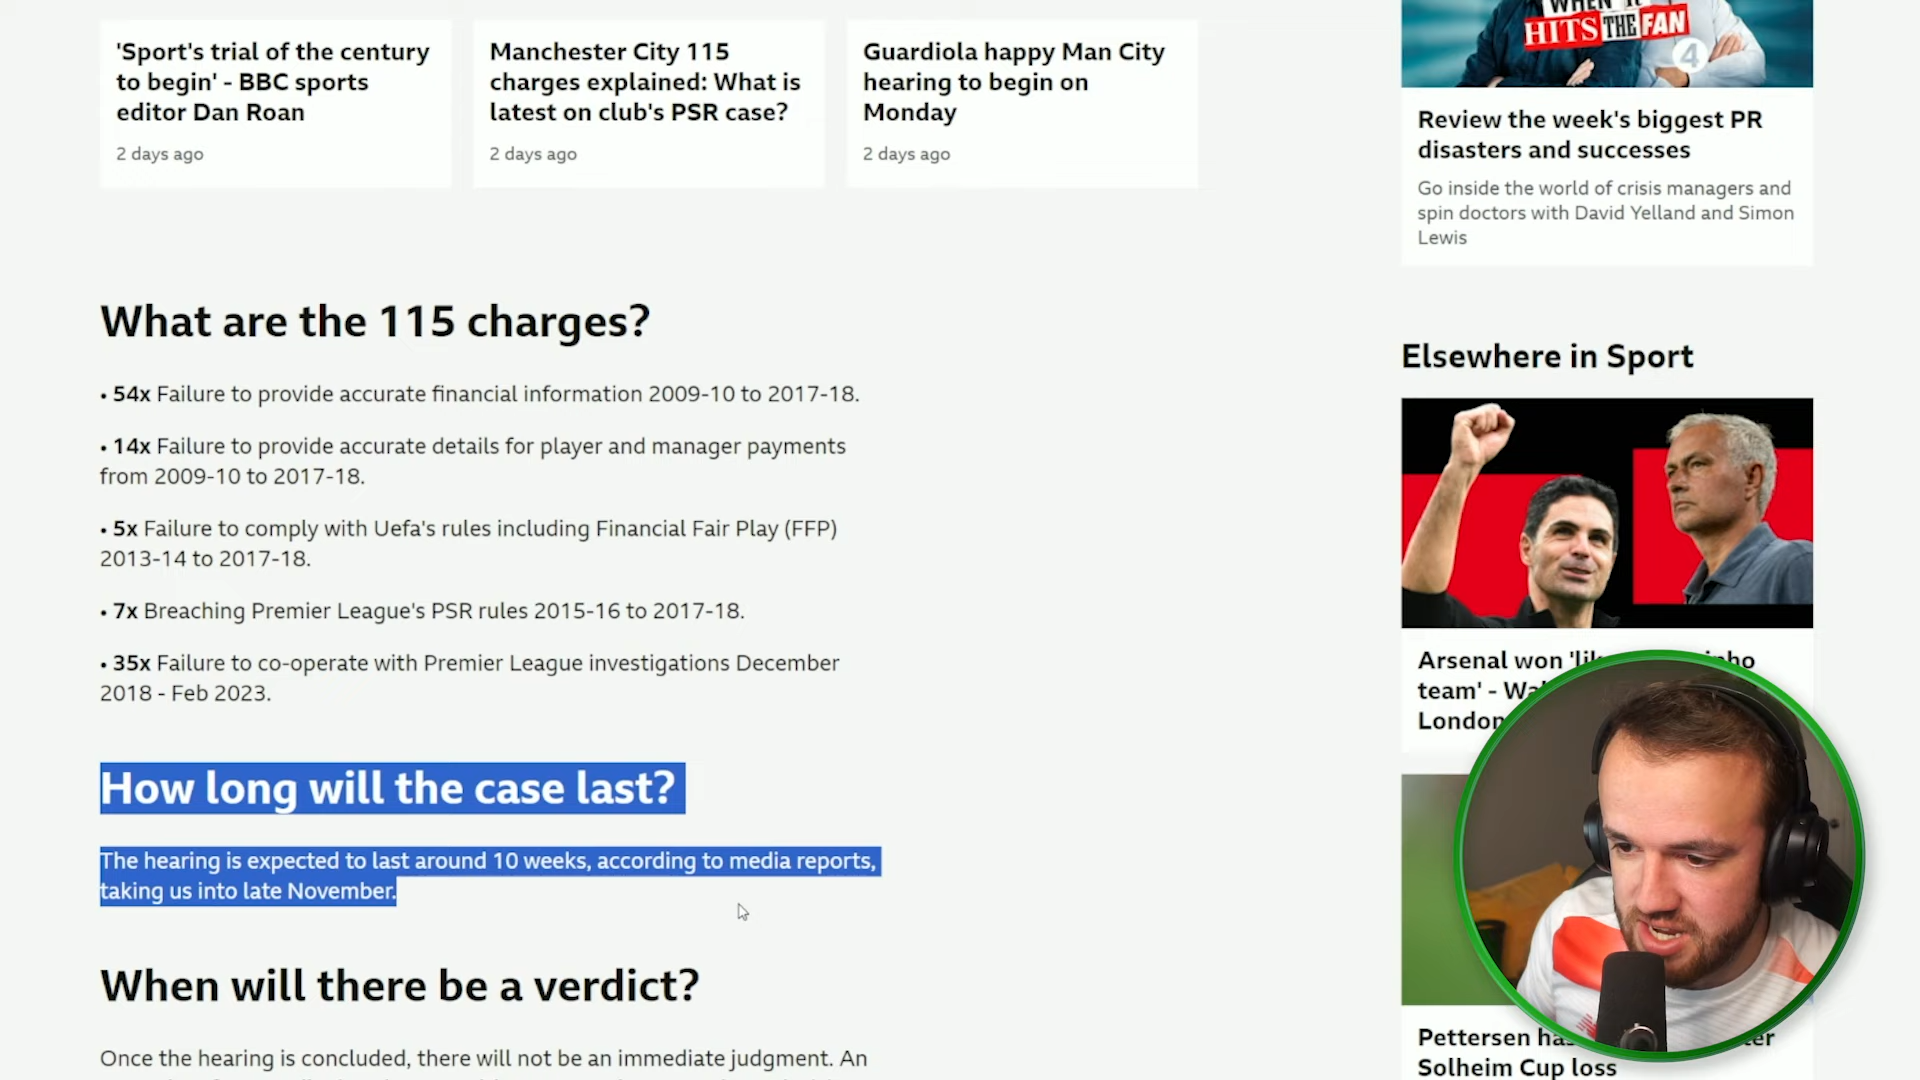 'Sport's trial of the century
to begin' - BBC sports
editor Dan Roan
2 days ago
Manchester City 115
charges explained: What is
latest on club's PSR case?
2 days ago
Guardiola happy Man City
hearing to begin on
Monday
2 days ago
What are the 115 charges?
• 54x Failure to provide accurate financial information 2009-10 to 2017-18.
• 14x Failure to provide accurate details for player and manager payments
from 2009-10 to 2017-18.
• 5x Failure to comply with Uefa's rules including Financial Fair Play (FFP)
2013-14 to 2017-18.
• 7x Breaching Premier League's PSR rules 2015-16 to 2017-18.
• 35x Failure to co-operate with Premier League investigations December
2018 - Feb 2023.
How long will the case last?
The hearing is expected to last around 10 weeks, according to media reports,
taking us into late November.
When will there be a verdict?
Once the hearing is concluded, there will not be an immediate judgment. An
WHEN IT
HITS THE FAN
4
Review the week's biggest PR
disasters and successes
Go inside the world of crisis managers and
spin doctors with David Yelland and Simon
Lewis
Elsewhere in Sport
Arsenal won
team' -
London
Pettersen
Solheim Cup loss